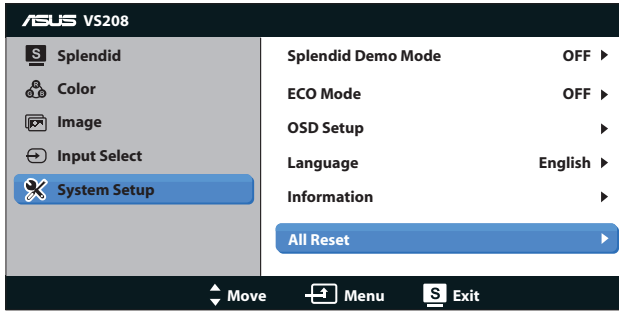 ASUS VS208
S Splendid
Color
Image
Input Select
System Setup
Splendid Demo Mode OFF
ECO Mode OFF
OSD Setup
Language English
Information
All Reset
Move Menu S Exit